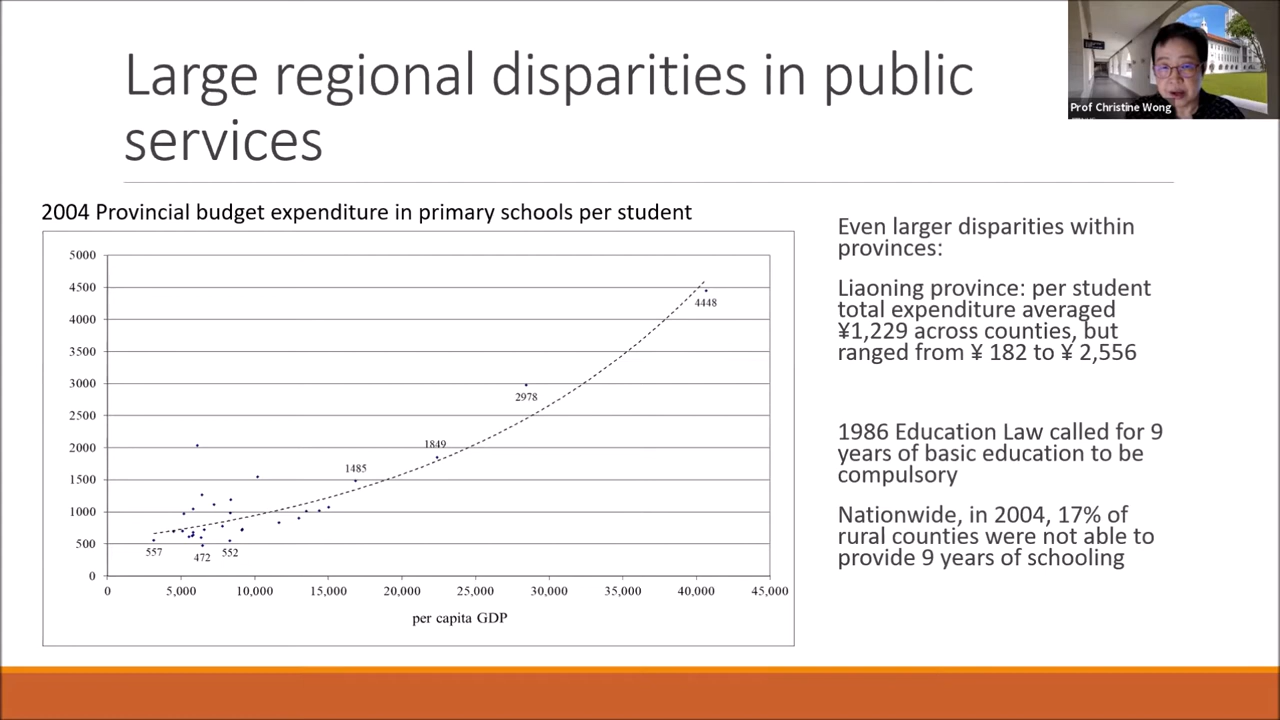 Large regional disparities in public
services
Prof Christine Wong
2004 Provincial budget expenditure in primary schools per student
5000
4500
4000
3500
3000
2500
2000
1500
1000
500
0
4448
2978
1849
1485
557
472
552
0
5,000
10,000
15,000
20,000
25,000
30,000
35,000
40,000
45,000
per capita GDP
Even larger disparities within
provinces:
Liaoning province: per student
total expenditure averaged
¥1,229 across counties, but
ranged from ¥ 182 to ¥ 2,556
1986 Education Law called for 9
years of basic education to be
compulsory
Nationwide, in 2004, 17% of
rural counties were not able to
provide 9 years of schooling